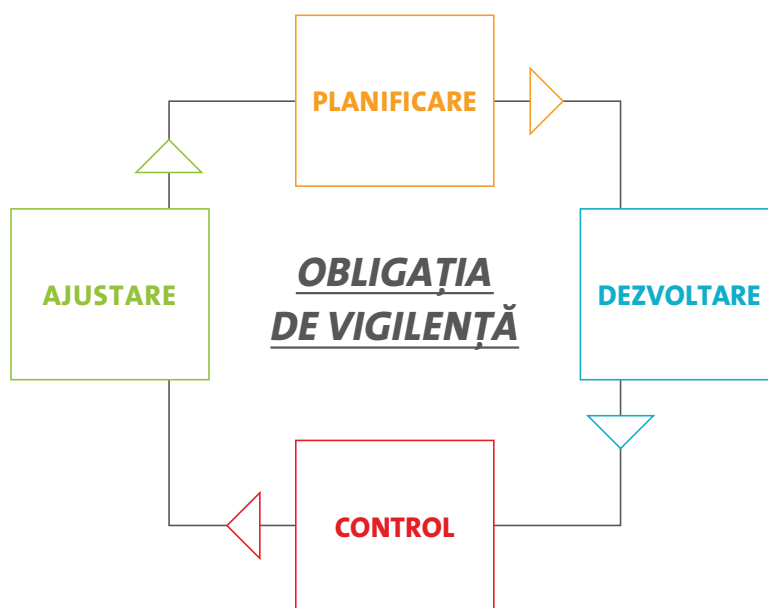 PLANIFICARE
AJUSTARE
OBLIGAȚIA
DE VIGILENȚĂ
DEZVOLTARE
CONTROL